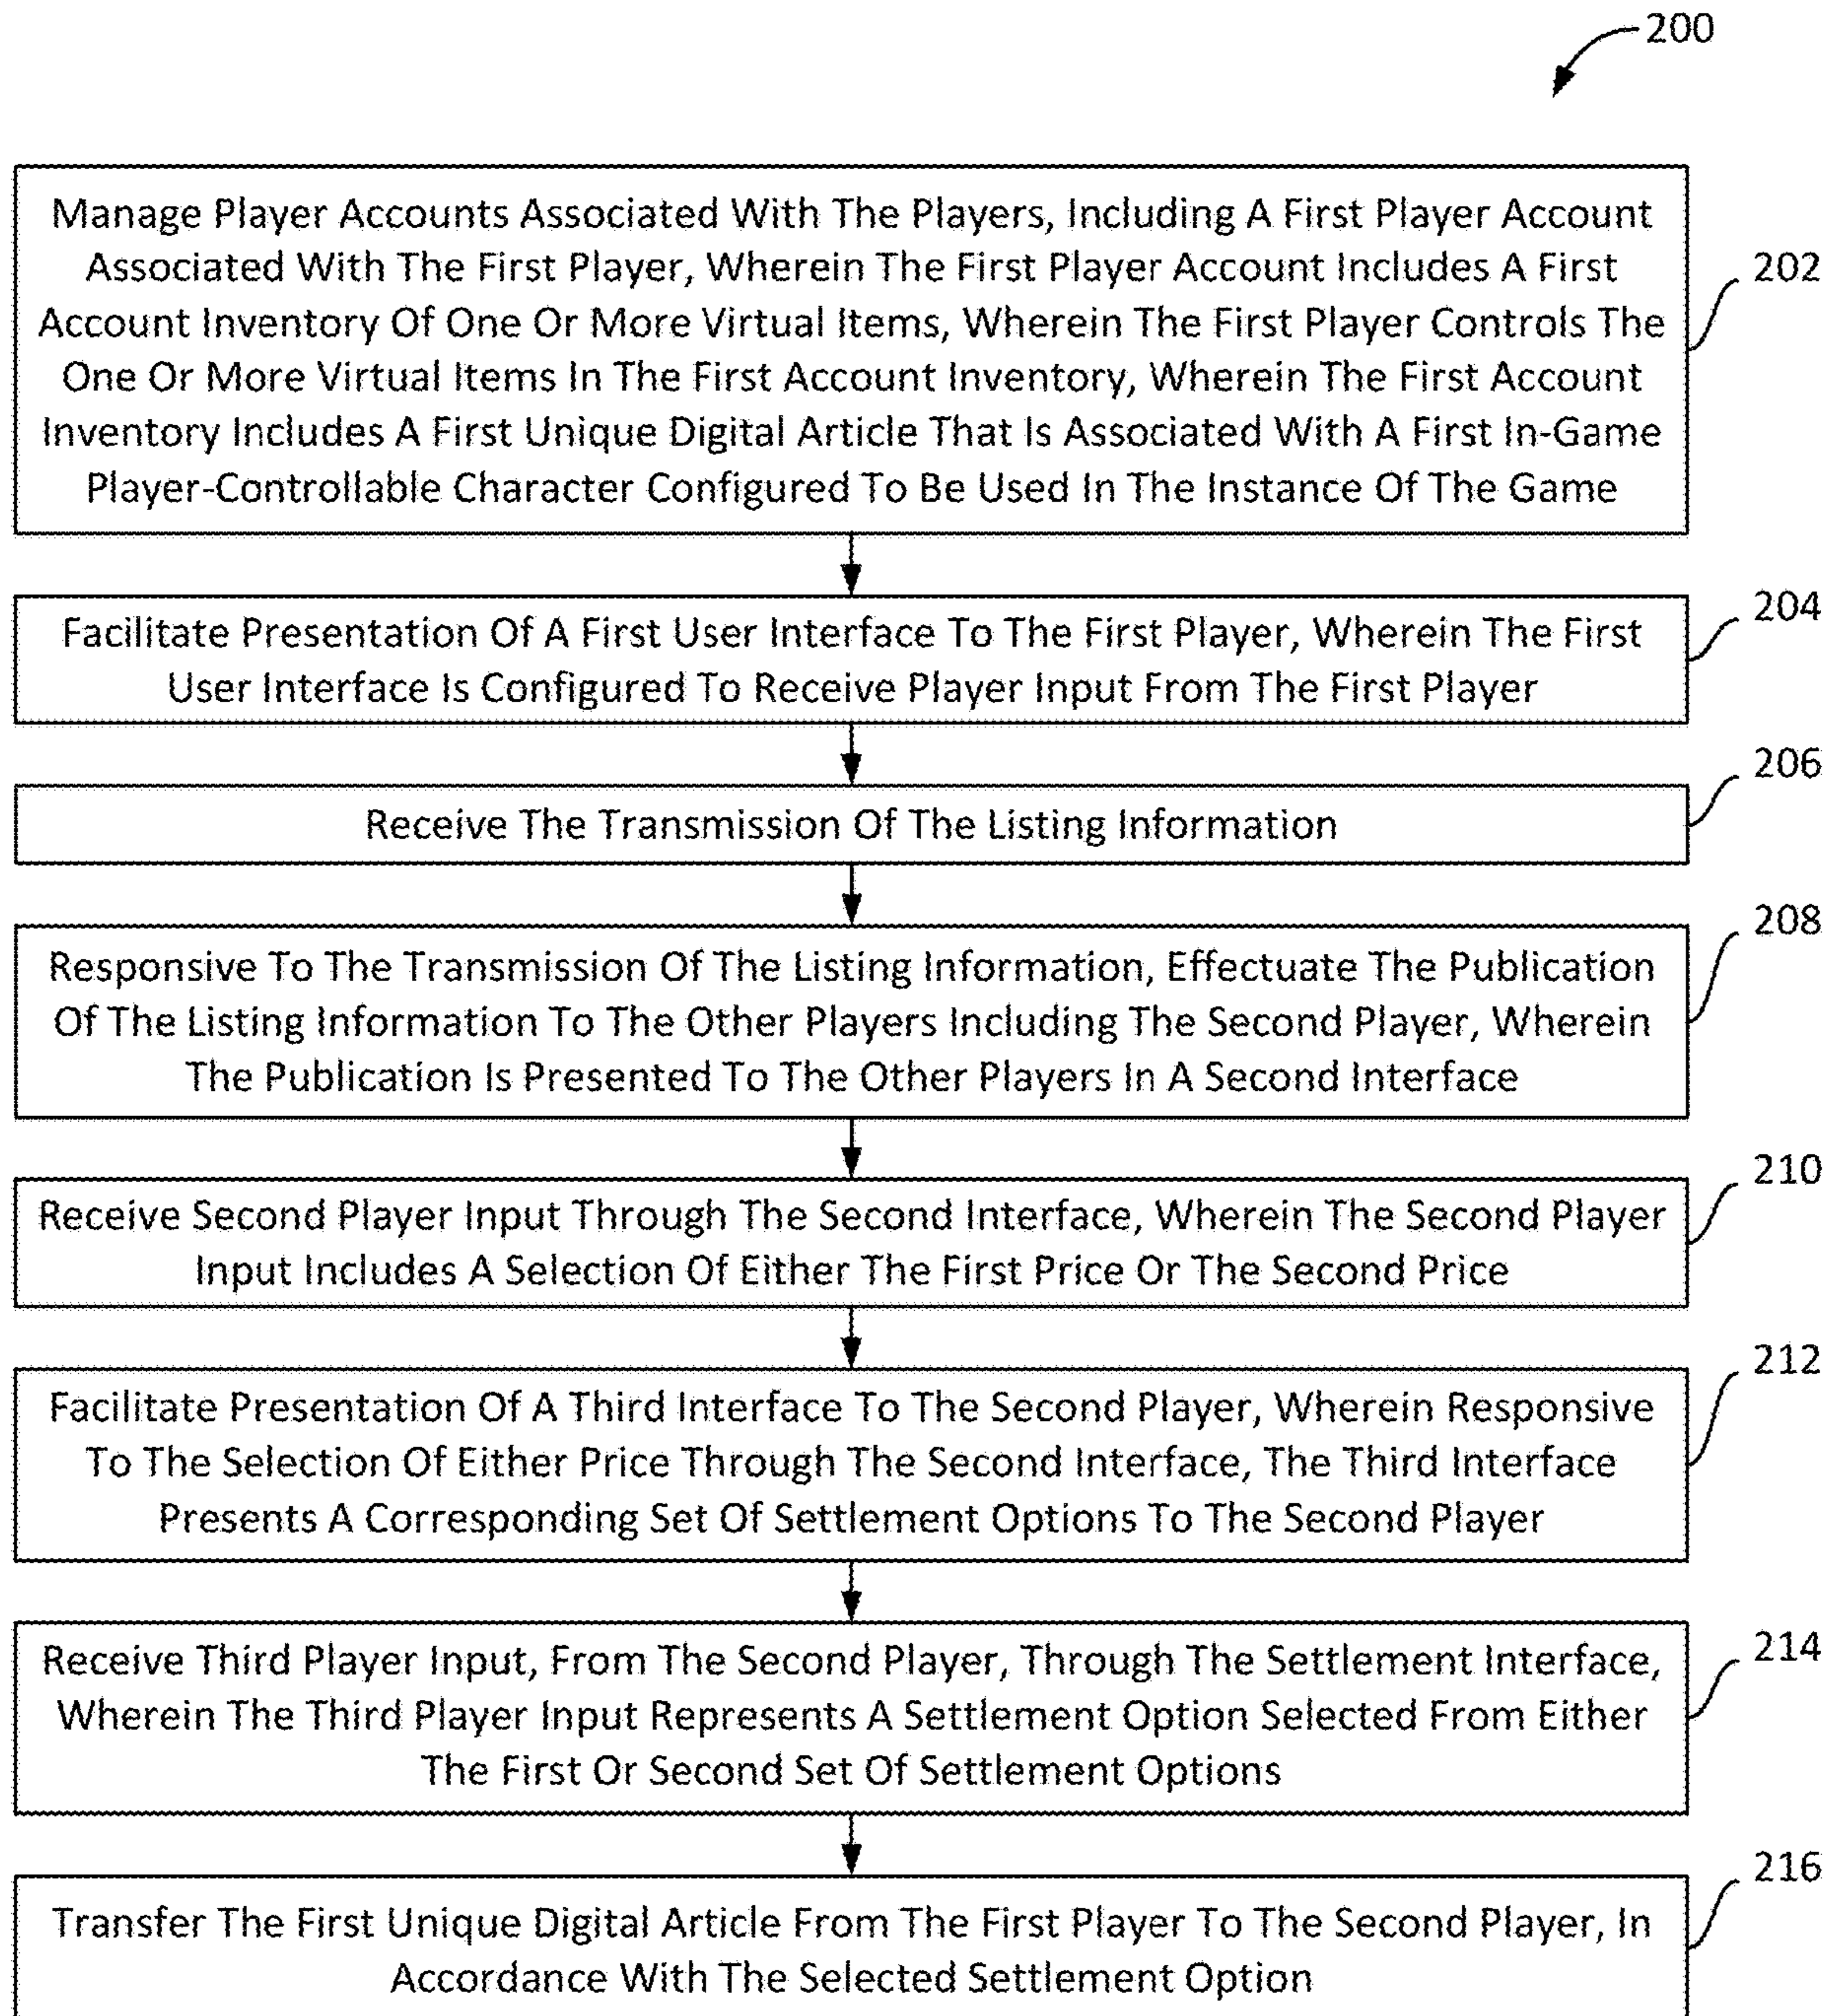 200
Manage Player Accounts Associated With The Players, Including A First Player Account
Associated With The First Player, Wherein The First Player Account Includes A First
Account Inventory Of One Or More Virtual Items, Wherein The First Player Controls The
One Or More Virtual Items In The First Account Inventory, Wherein The First Account
Inventory Includes A First Unique Digital Article That Is Associated With A First In-Game
Player-Controllable Character Configured To Be Used In The Instance Of The Game
202
Facilitate Presentation Of A First User Interface To The First Player, Wherein The First
User Interface Is Configured To Receive Player Input From The First Player
204
Receive The Transmission Of The Listing Information
206
Responsive To The Transmission Of The Listing Information, Effectuate The Publication
Of The Listing Information To The Other Players Including The Second Player, Wherein
The Publication Is Presented To The Other Players In A Second Interface
208
Receive Second Player Input Through The Second Interface, Wherein The Second Player
Input Includes A Selection Of Either The First Price Or The Second Price
210
Facilitate Presentation Of A Third Interface To The Second Player, Wherein Responsive
To The Selection Of Either Price Through The Second Interface, The Third Interface
Presents A Corresponding Set Of Settlement Options To The Second Player
212
Receive Third Player Input, From The Second Player, Through The Settlement Interface,
Wherein The Third Player Input Represents A Settlement Option Selected From Either
The First Or Second Set Of Settlement Options
214
Transfer The First Unique Digital Article From The First Player To The Second Player, In
Accordance With The Selected Settlement Option
216